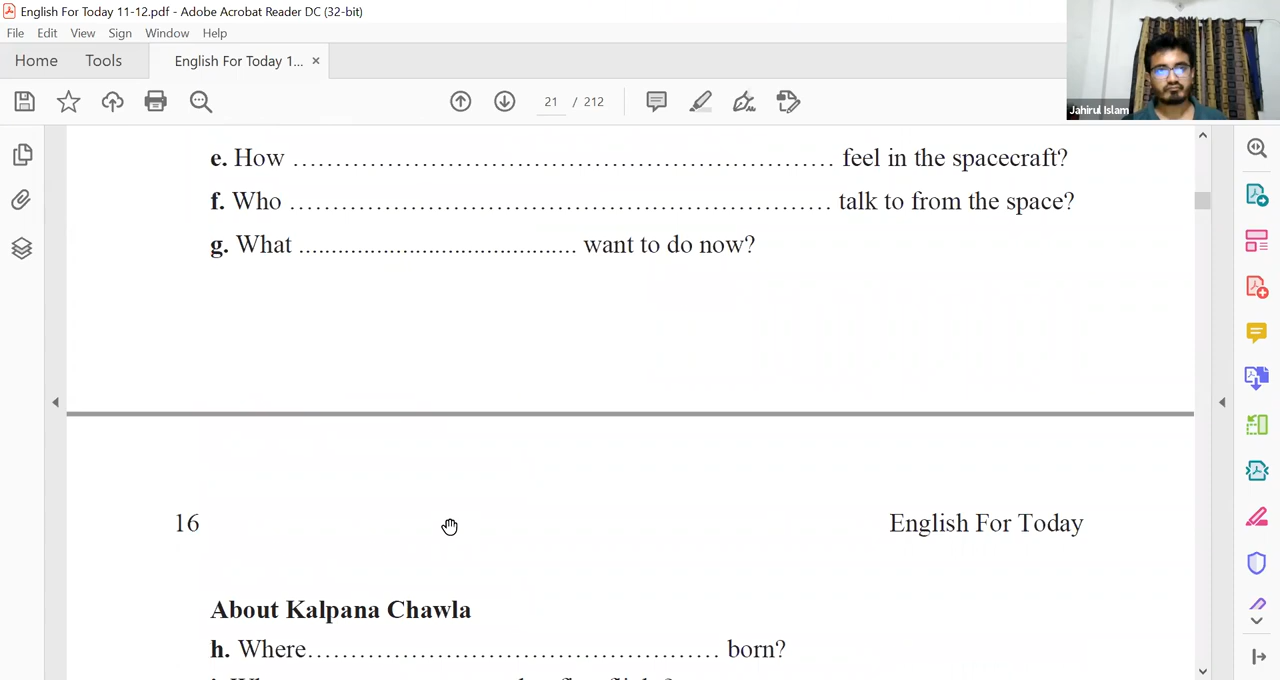 English For Today 11-12.pdf - Adobe Acrobat Reader DC (32-bit)
File Edit View Sign Window Help
Home Tools English For Today 1... ×
21 / 212
Jahirul Islam
e. How ............................................................... feel in the spacecraft?
f. Who ............................................................... talk to from the space?
g. What ........................................... want to do now?
16 English For Today
About Kalpana Chawla
h. Where................................................ born?